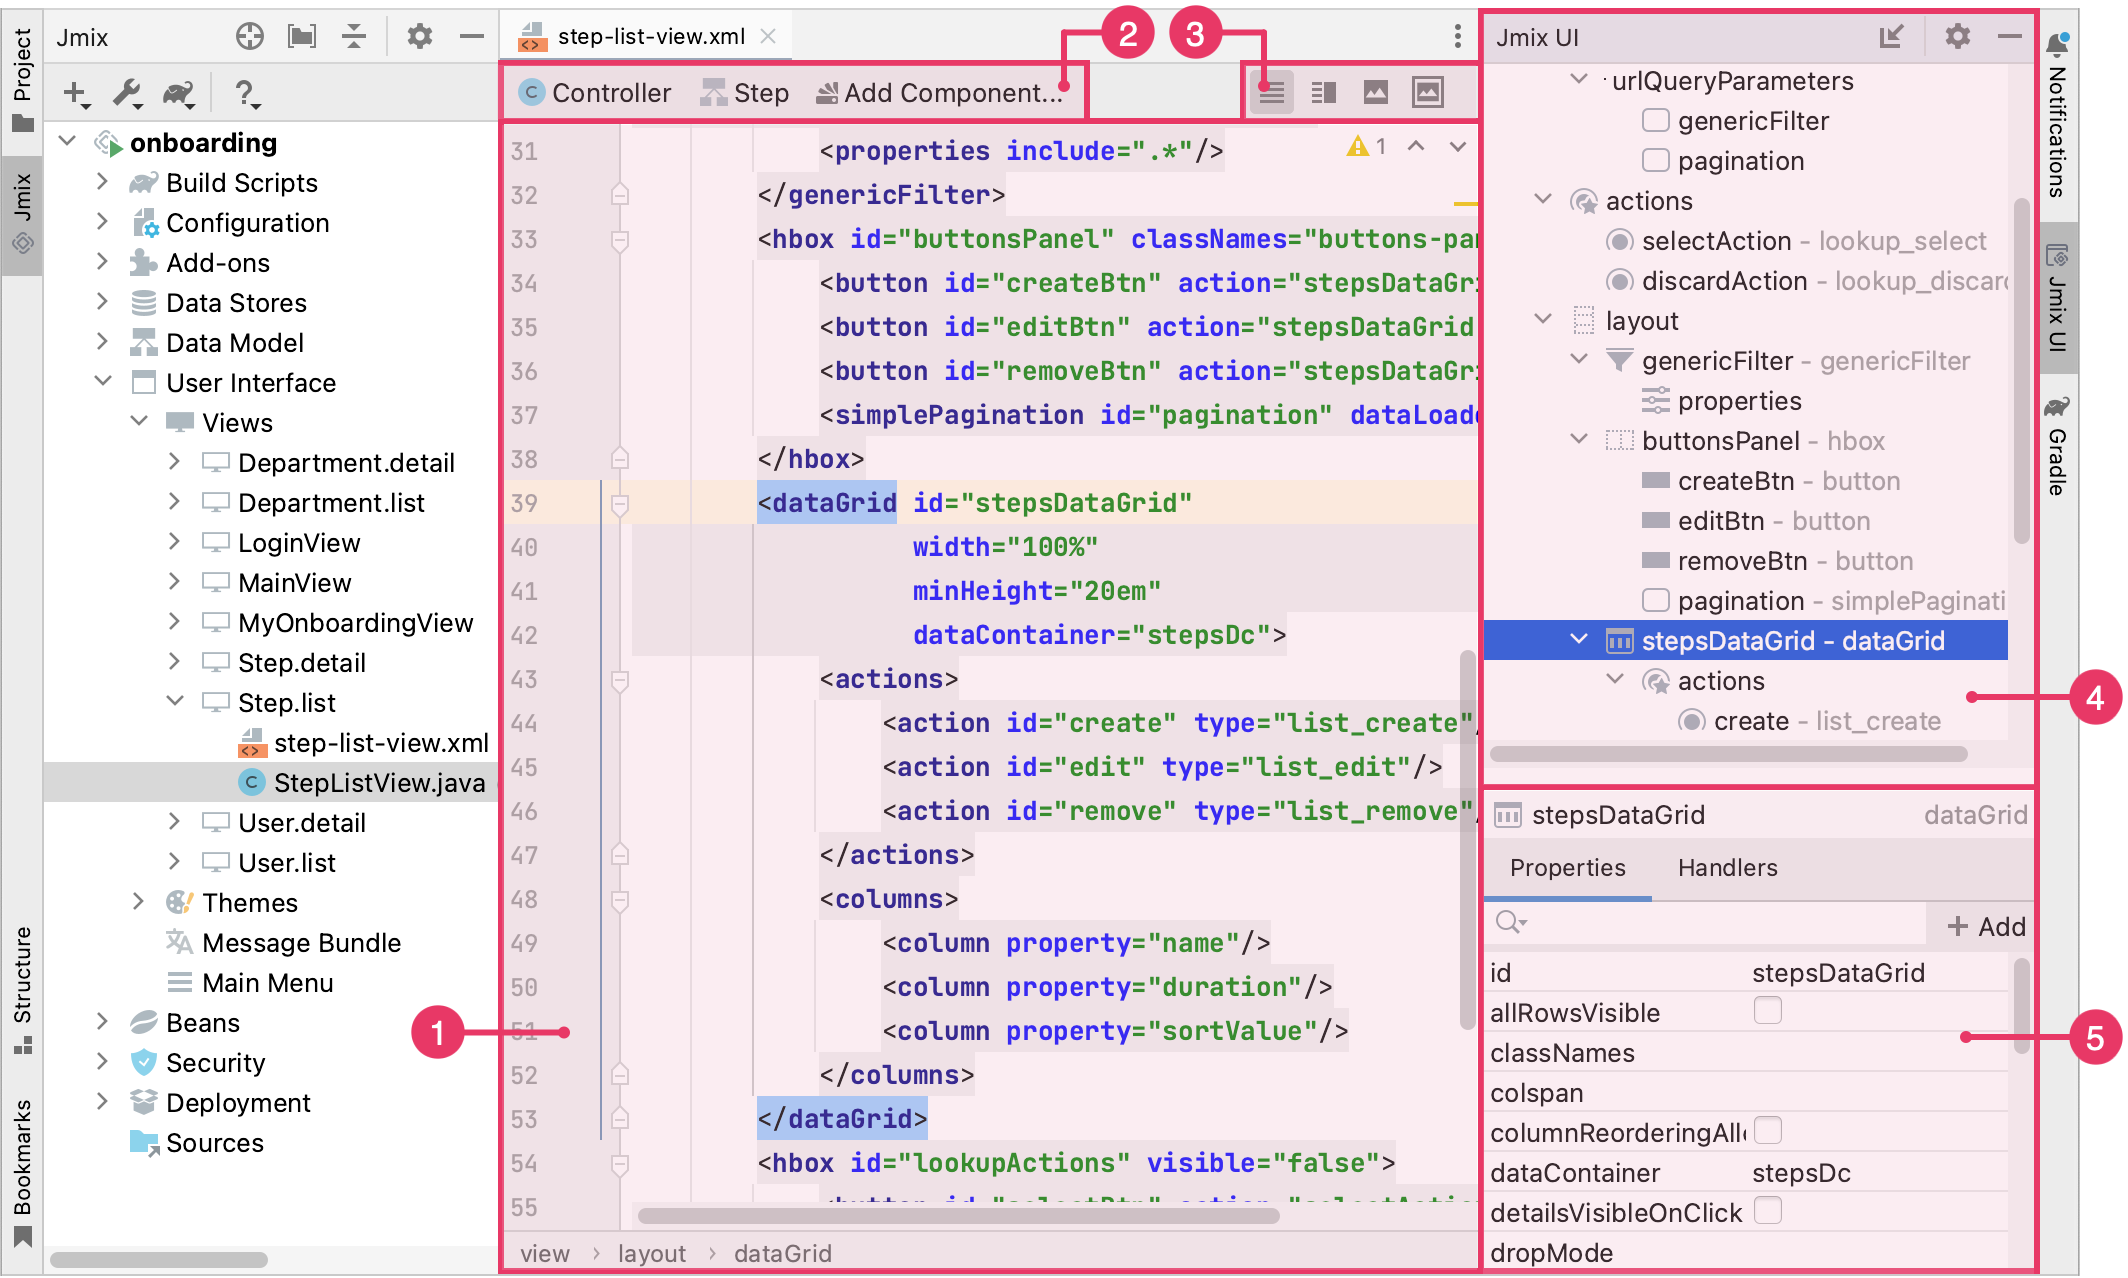 Project
Jmix
Structure
Bookmarks
Jmix
?
onboarding
Build Scripts
Configuration
Add-ons
Data Stores
Data Model
User Interface
Views
Department.detail
Department.list
LoginView
MainView
MyOnboardingView
Step.detail
Step.list
step-list-view.xml
StepListView.java
User.detail
User.list
Themes
Message Bundle
Main Menu
Beans
Security
Deployment
Sources
step-list-view.xml
2
3
C Controller Step Add Component...
1
31 <properties include=".*"/>
32 </genericFilter>
33 <hbox id="buttonsPanel" classNames="buttons-pa
34 <button id="createBtn" action="stepsDataGr
35 <button id="editBtn" action="stepsDataGrid
36 <button id="removeBtn" action="stepsDataGr
37 <simplePagination id="pagination" dataLoad
38 </hbox>
39 <dataGrid id="stepsDataGrid"
40 width="100%"
41 minHeight="20em"
42 dataContainer="stepsDc">
43 <actions>
44 <action id="create" type="list_create"
45 <action id="edit" type="list_edit"/>
46 <action id="remove" type="list_remove"
47 </actions>
48 <columns>
49 <column property="name"/>
50 <column property="duration"/>
51 <column property="sortValue"/>
52 </columns>
53 </dataGrid>
54 <hbox id="lookupActions" visible="false">
55
1
view › layout › dataGrid
Jmix UI
urlQueryParameters
genericFilter
pagination
actions
selectAction – lookup_select
discardAction – lookup_discard
layout
genericFilter – genericFilter
properties
buttonsPanel – hbox
createBtn – button
editBtn – button
removeBtn – button
pagination – simplePaginati
stepsDataGrid – dataGrid
actions
create – list_create
4
stepsDataGrid dataGrid
Properties Handlers
+ Add
id stepsDataGrid
allRowsVisible
classNames
colspan
columnReorderingAll
dataContainer stepsDc
detailsVisibleOnClick
dropMode
5
Notifications
Jmix UI
Gradle